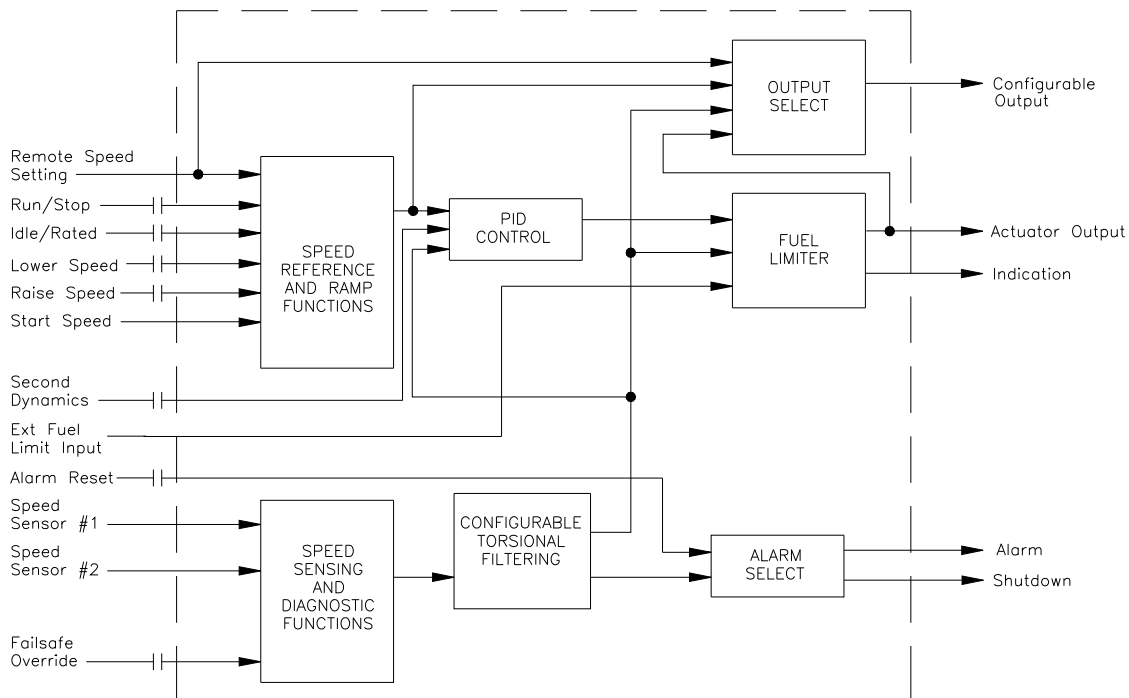 Remote Speed
Setting
Run/Stop
Idle/Rated
Lower Speed
Raise Speed
Start Speed
Second
Dynamics
Ext Fuel
Limit Input
Alarm Reset
Speed
Sensor #1
Speed
Sensor #2
Failsafe
Override
SPEED
REFERENCE
AND RAMP
FUNCTIONS
SPEED
SENSING
AND
DIAGNOSTIC
FUNCTIONS
PID
CONTROL
CONFIGURABLE
TORSIONAL
FILTERING
OUTPUT
SELECT
FUEL
LIMITER
ALARM
SELECT
Configurable
Output
Actuator Output
Indication
Alarm
Shutdown